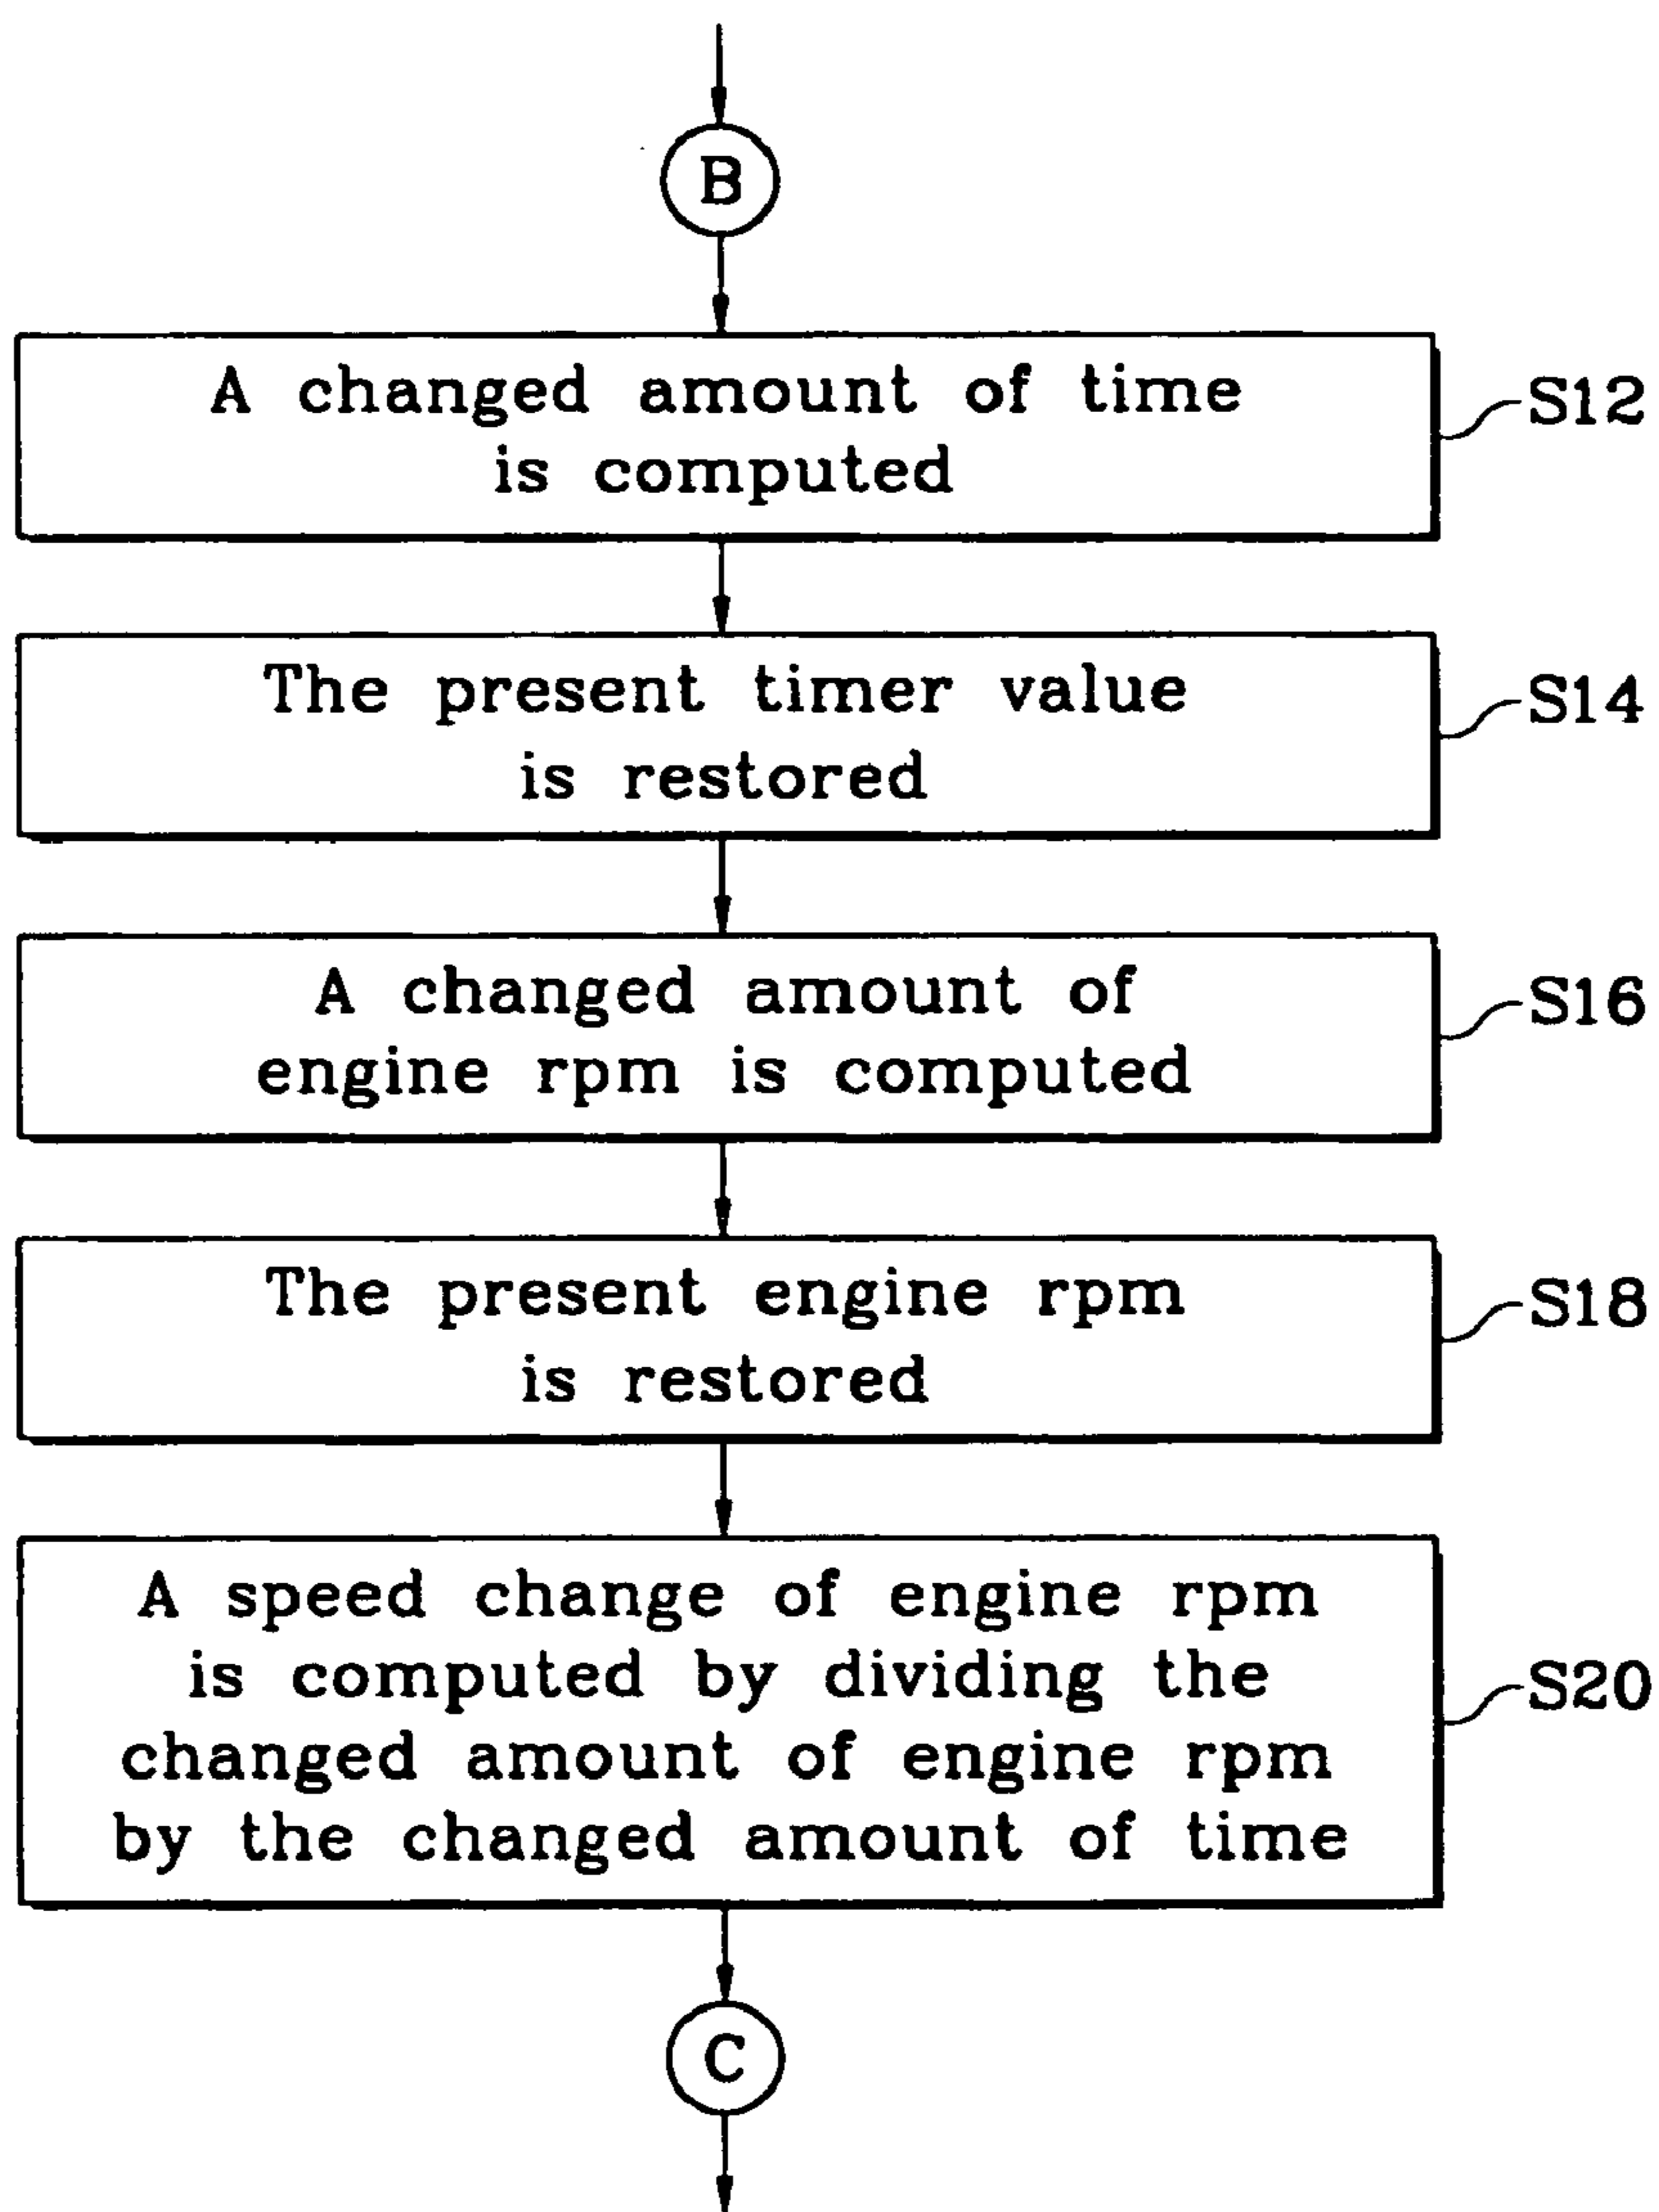 B
A changed amount of time
is computed
S12
The present timer value
is restored
S14
A changed amount of
engine rpm is computed
S16
The present engine rpm
is restored
S18
A speed change of engine rpm
is computed by dividing the
changed amount of engine rpm
by the changed amount of time
S20
C